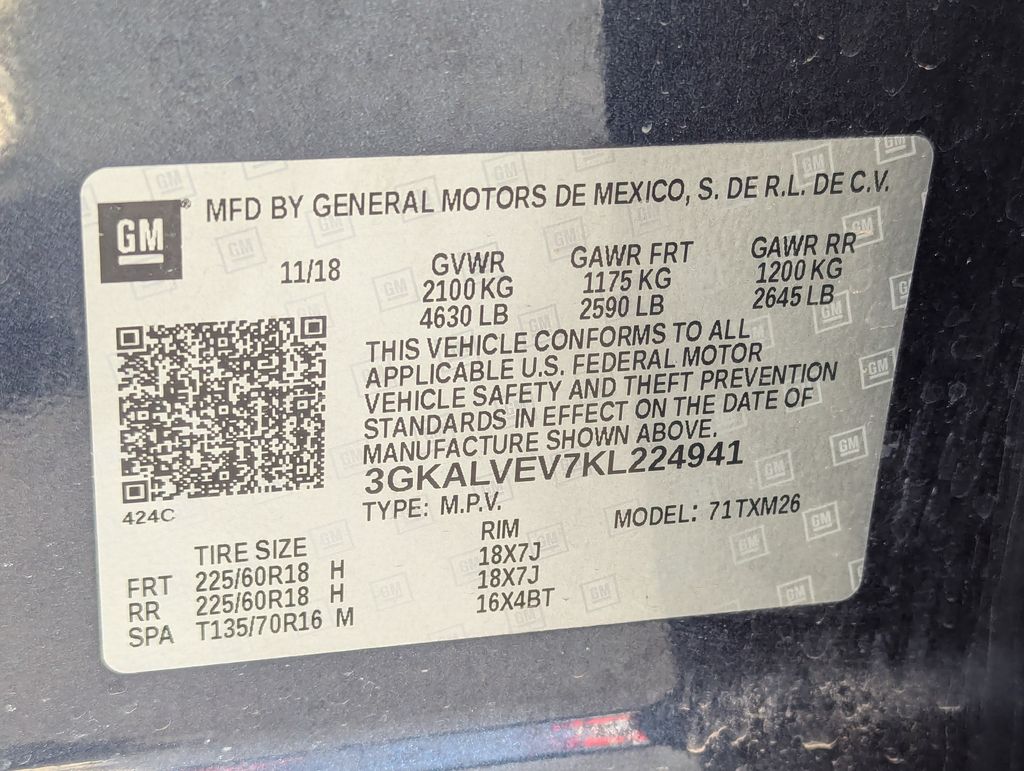 GM ® MFD BY GENERAL MOTORS DE MEXICO, S. DE R.L. DE C.V.
11/18 GVWR GAWR FRT GAWR RR
2100 KG 1175 KG 1200 KG
4630 LB 2590 LB 2645 LB
THIS VEHICLE CONFORMS TO ALL
APPLICABLE U.S. FEDERAL MOTOR
VEHICLE SAFETY AND THEFT PREVENTION
STANDARDS IN EFFECT ON THE DATE OF
MANUFACTURE SHOWN ABOVE.
3GKALVEV7KL224941
424C
TYPE: M.P.V. MODEL: 71TXM26
TIRE SIZE RIM
FRT 225/60R18 H 18X7J
RR 225/60R18 H 18X7J
SPA T135/70R16 M 16X4BT